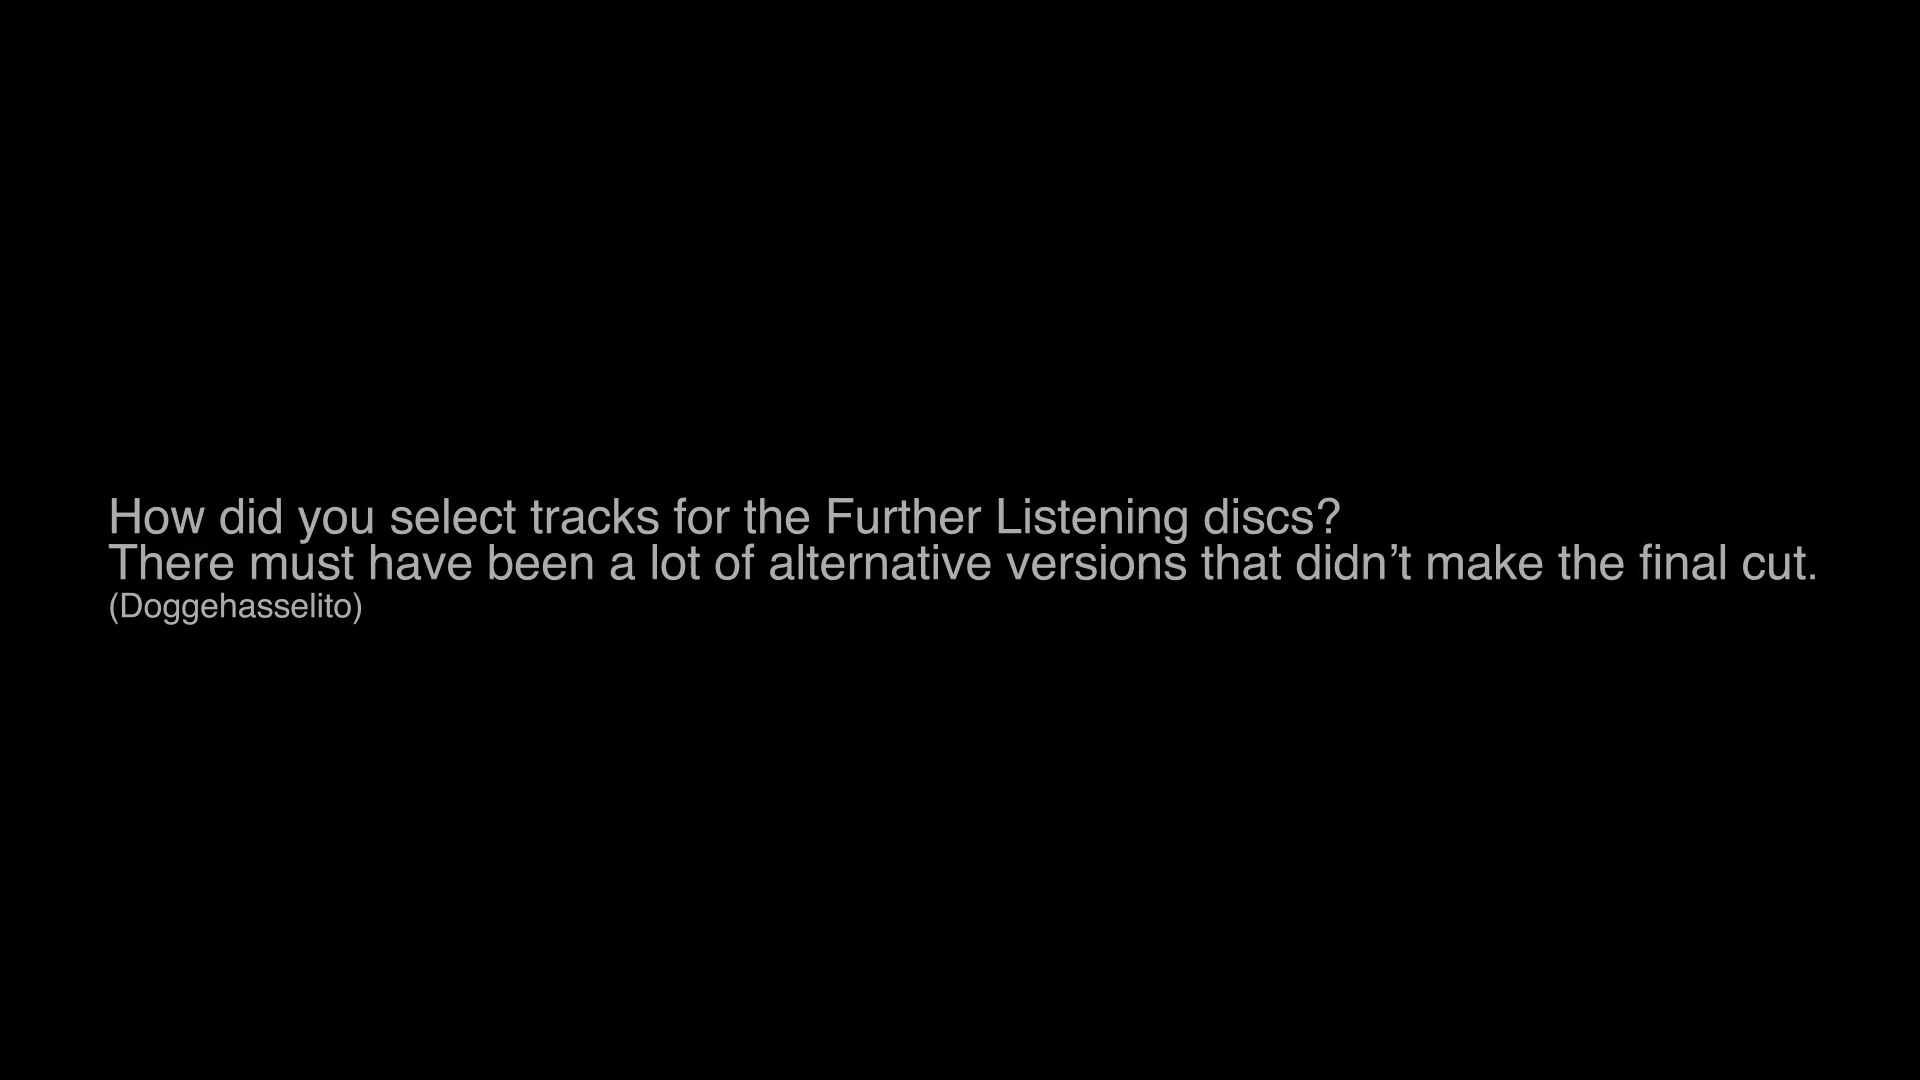 How did you select tracks for the Further Listening discs?
There must have been a lot of alternative versions that didn’t make the final cut.
(Doggehasselito)